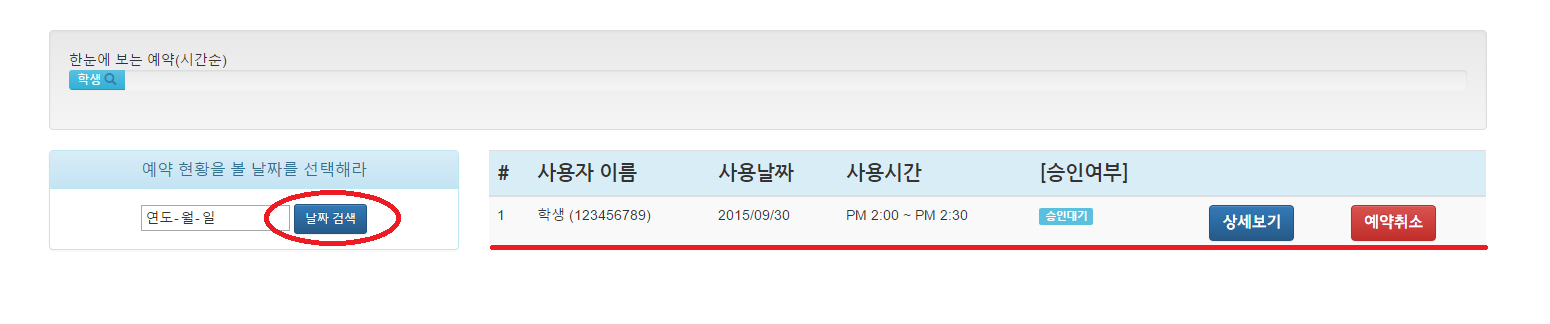 한눈에 보는 예약(시간순)
학생
예약 현황을 볼 날짜를 선택해라
연도-월-일 날짜 검색
# 사용자 이름 사용날짜 사용시간 [승인여부]
1 학생 (123456789) 2015/09/30 PM 2:00 ~ PM 2:30 승인대기 상세보기 예약취소